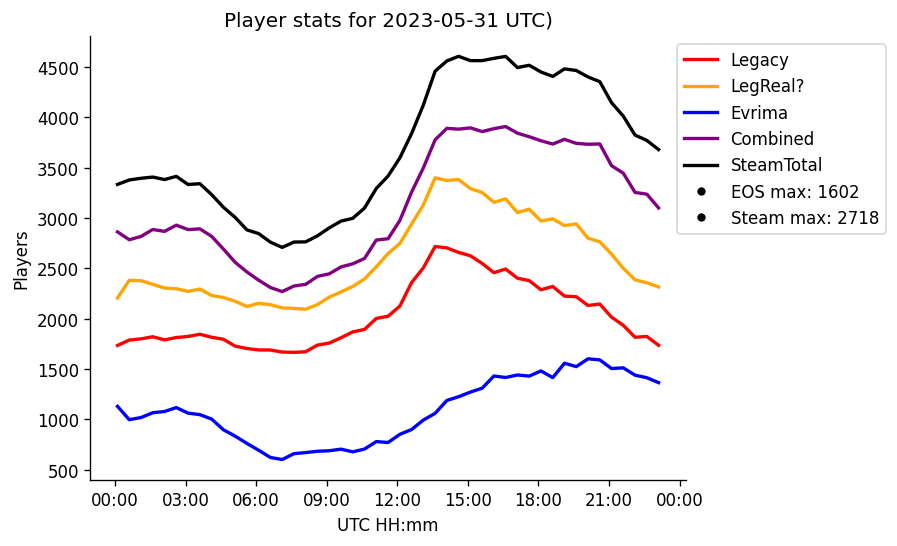 Player stats for 2023-05-31 UTC)
Legacy
LegReal?
Evrima
Combined
SteamTotal
EOS max: 1602
Steam max: 2718
Players
4500
4000
3500
3000
2500
2000
1500
1000
500
00:00 03:00 06:00 09:00 12:00 15:00 18:00 21:00 00:00
UTC HH:mm